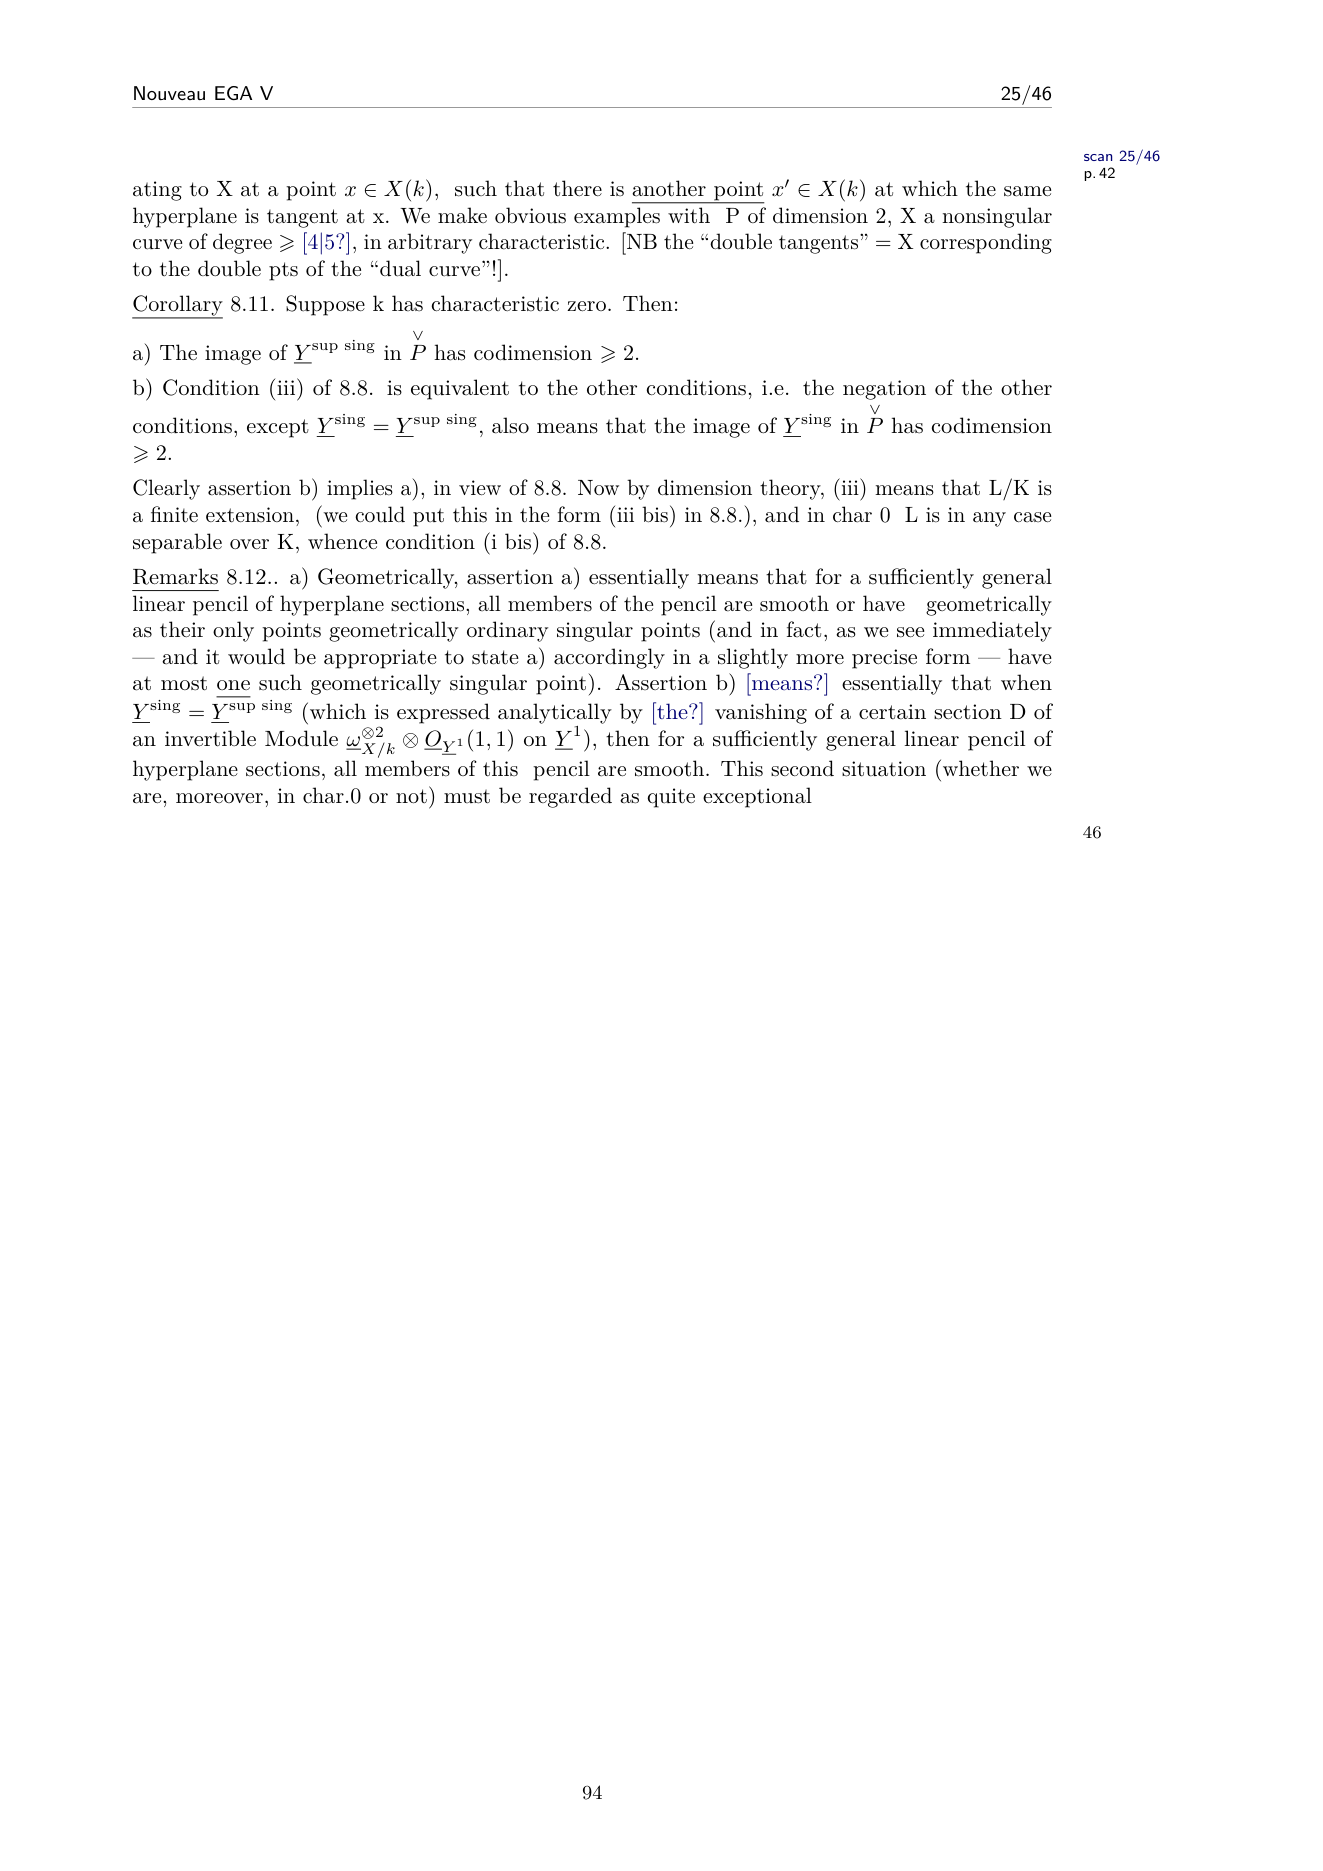 Nouveau EGA V 25/46
scan 25/46
p. 42
ating to X at a point x ∈ X(k), such that there is another point x′ ∈ X(k) at which the same
hyperplane is tangent at x. We make obvious examples with P of dimension 2, X a nonsingular
curve of degree ⩾ [4|5?], in arbitrary characteristic. [NB the “double tangents” = X corresponding
to the double pts of the “dual curve”!].
Corollary 8.11. Suppose k has characteristic zero. Then:
a) The image of Y^{sup sing} in \overset{∨}{P} has codimension ⩾ 2.
b) Condition (iii) of 8.8. is equivalent to the other conditions, i.e. the negation of the other
conditions, except Y^{sing} = Y^{sup sing}, also means that the image of Y^{sing} in \overset{∨}{P} has codimension
⩾ 2.
Clearly assertion b) implies a), in view of 8.8. Now by dimension theory, (iii) means that L/K is
a finite extension, (we could put this in the form (iii bis) in 8.8.), and in char 0 L is in any case
separable over K, whence condition (i bis) of 8.8.
Remarks 8.12.. a) Geometrically, assertion a) essentially means that for a sufficiently general
linear pencil of hyperplane sections, all members of the pencil are smooth or have geometrically
as their only points geometrically ordinary singular points (and in fact, as we see immediately
— and it would be appropriate to state a) accordingly in a slightly more precise form — have
at most one such geometrically singular point). Assertion b) [means?] essentially that when
Y^{sing} = Y^{sup sing} (which is expressed analytically by [the?] vanishing of a certain section D of
an invertible Module ω^{⊗2}_{X/k} ⊗ O_{Y^1}(1, 1) on Y^1), then for a sufficiently general linear pencil of
hyperplane sections, all members of this pencil are smooth. This second situation (whether we
are, moreover, in char.0 or not) must be regarded as quite exceptional
46
94